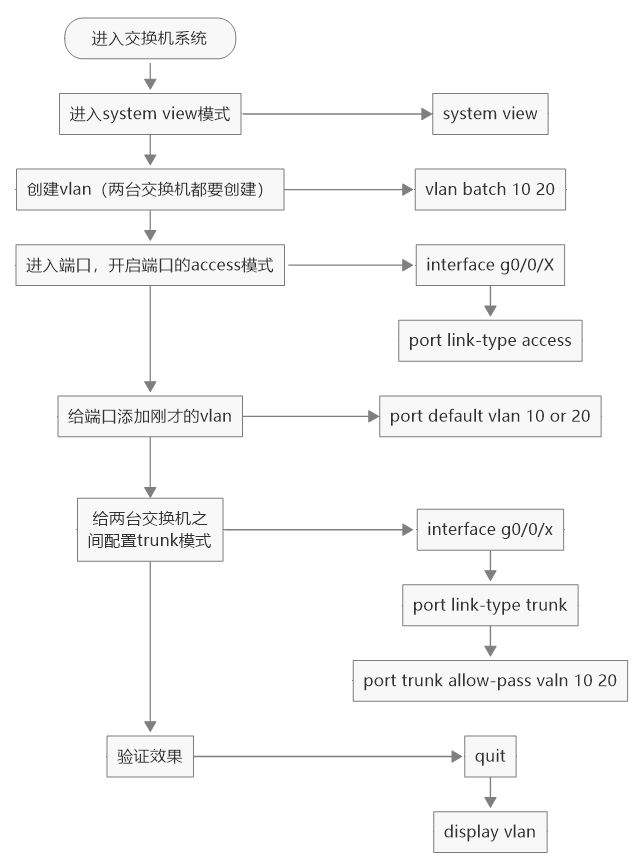 进入交换机系统
进入system view模式
system view
创建vlan（两台交换机都要创建）
vlan batch 10 20
进入端口，开启端口的access模式
interface g0/0/X
port link-type access
给端口添加刚才的vlan
port default vlan 10 or 20
给两台交换机之
间配置trunk模式
interface g0/0/x
port link-type trunk
port trunk allow-pass valn 10 20
验证效果
quit
display vlan